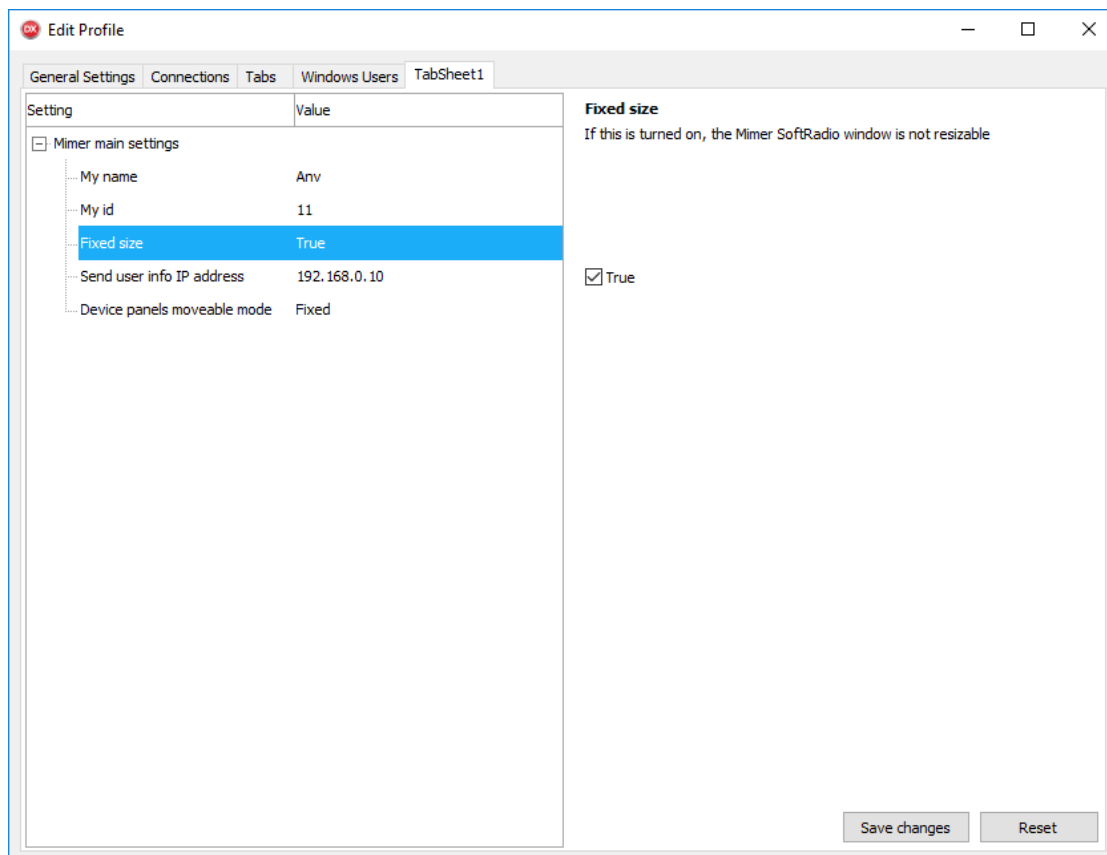 DX Edit Profile
General Settings Connections Tabs Windows Users TabSheet1
Setting Value
Mimer main settings
My name Anv
My id 11
Fixed size True
Send user info IP address 192.168.0.10
Device panels moveable mode Fixed
Fixed size
If this is turned on, the Mimer SoftRadio window is not resizable
True
Save changes Reset